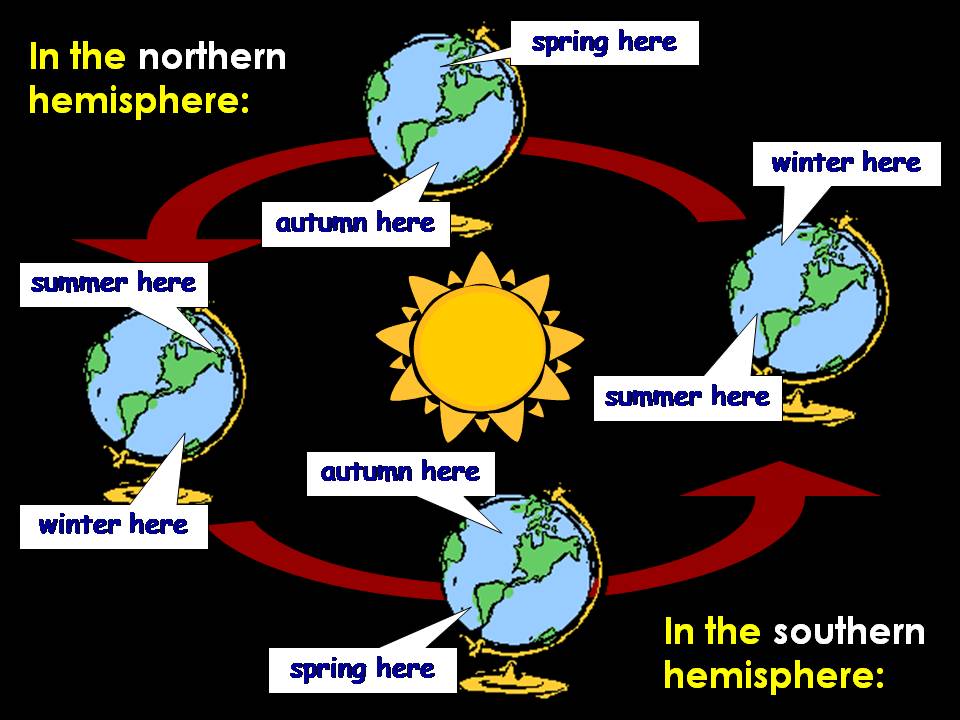 In the northern
hemisphere:
spring here
winter here
autumn here
summer here
summer here
autumn here
winter here
spring here
In the southern
hemisphere: